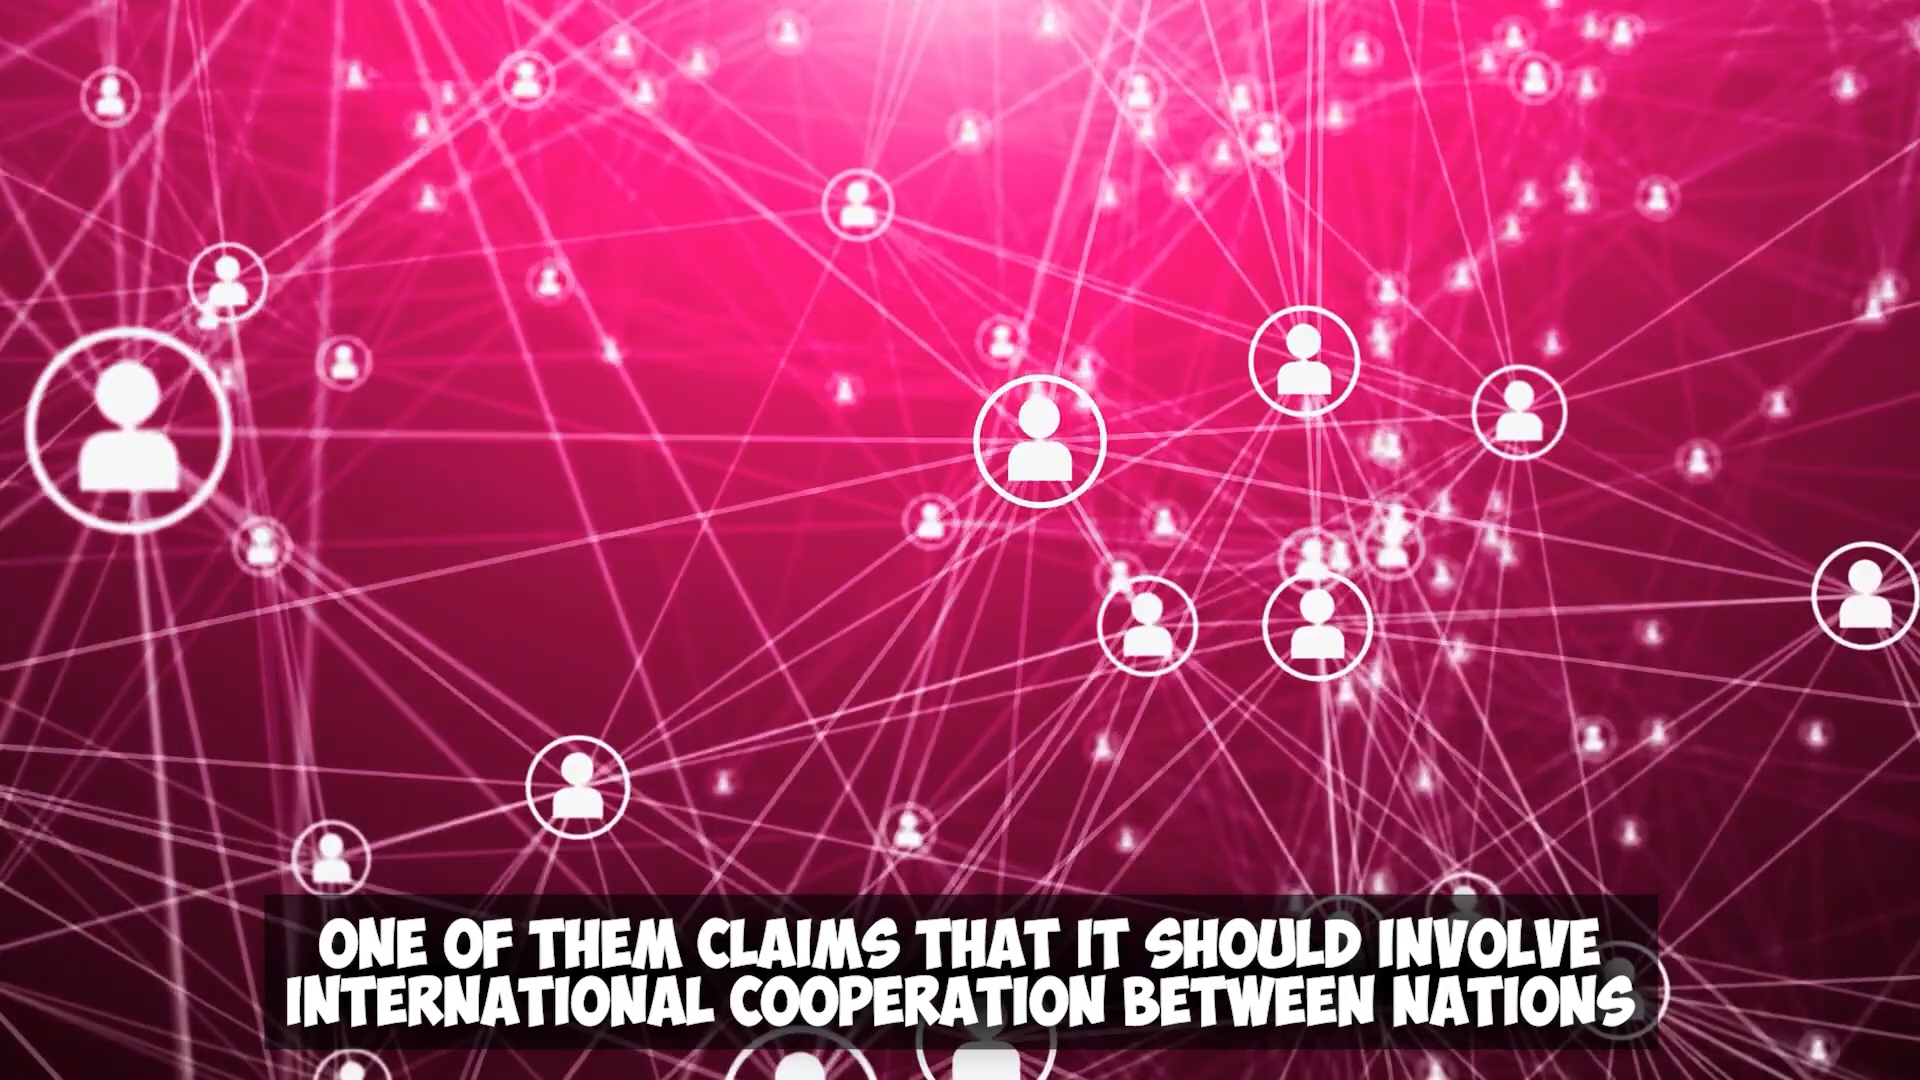 ONE OF THEM CLAIMS THAT IT SHOULD INVOLVE
INTERNATIONAL COOPERATION BETWEEN NATIONS